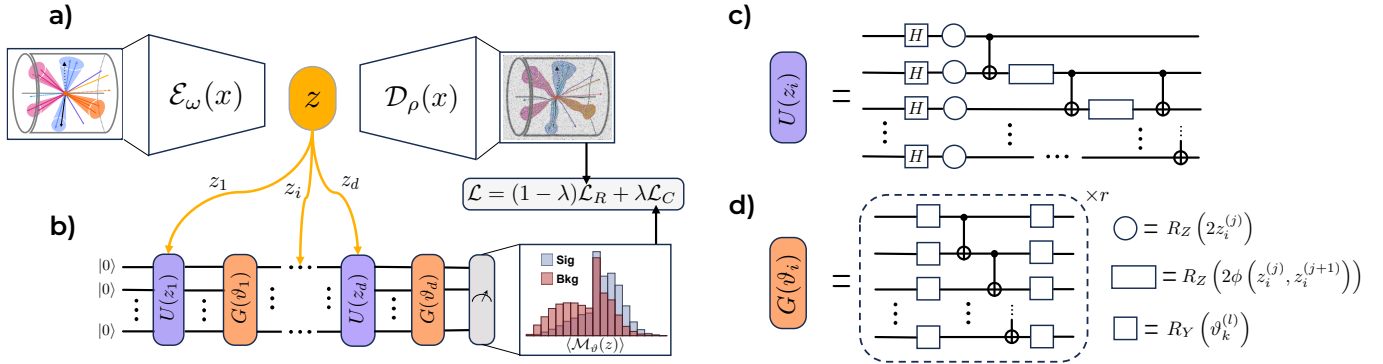 a)
ℰ_ω(x)
z
𝒟_ρ(x)
z_1
z_i
z_d
ℒ = (1 − λ)ℒ_R + λℒ_C
b)
|0⟩
|0⟩
|0⟩
U(z_1)
G(ϑ_1)
U(z_d)
G(ϑ_d)
Sig
Bkg
⟨ℳ_ϑ(z)⟩
c)
U(z_i)
=
H
H
H
H
d)
G(ϑ_i)
=
×r
= R_Z (2z_i^{(j)})
= R_Z (2ϕ (z_i^{(j)}, z_i^{(j+1)}))
= R_Y (ϑ_k^{(l)})